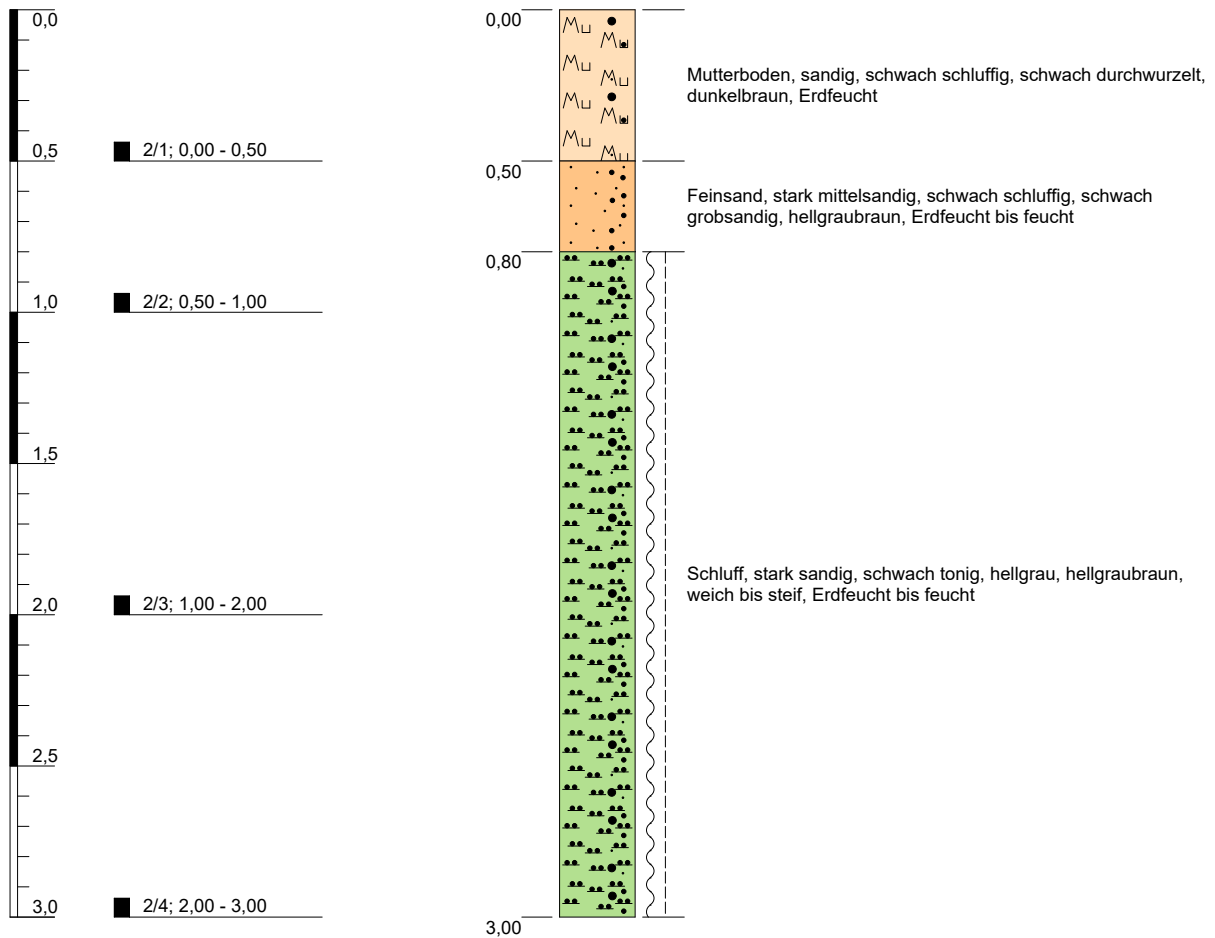 0,0
0,00
Mutterboden, sandig, schwach schluffig, schwach durchwurzelt,
dunkelbraun, Erdfeucht
0,5
2/1; 0,00 - 0,50
0,50
Feinsand, stark mittelsandig, schwach schluffig, schwach
grobsandig, hellgraubraun, Erdfeucht bis feucht
0,80
1,0
2/2; 0,50 - 1,00
1,5
Schluff, stark sandig, schwach tonig, hellgrau, hellgraubraun,
weich bis steif, Erdfeucht bis feucht
2,0
2/3; 1,00 - 2,00
2,5
3,0
2/4; 2,00 - 3,00
3,00